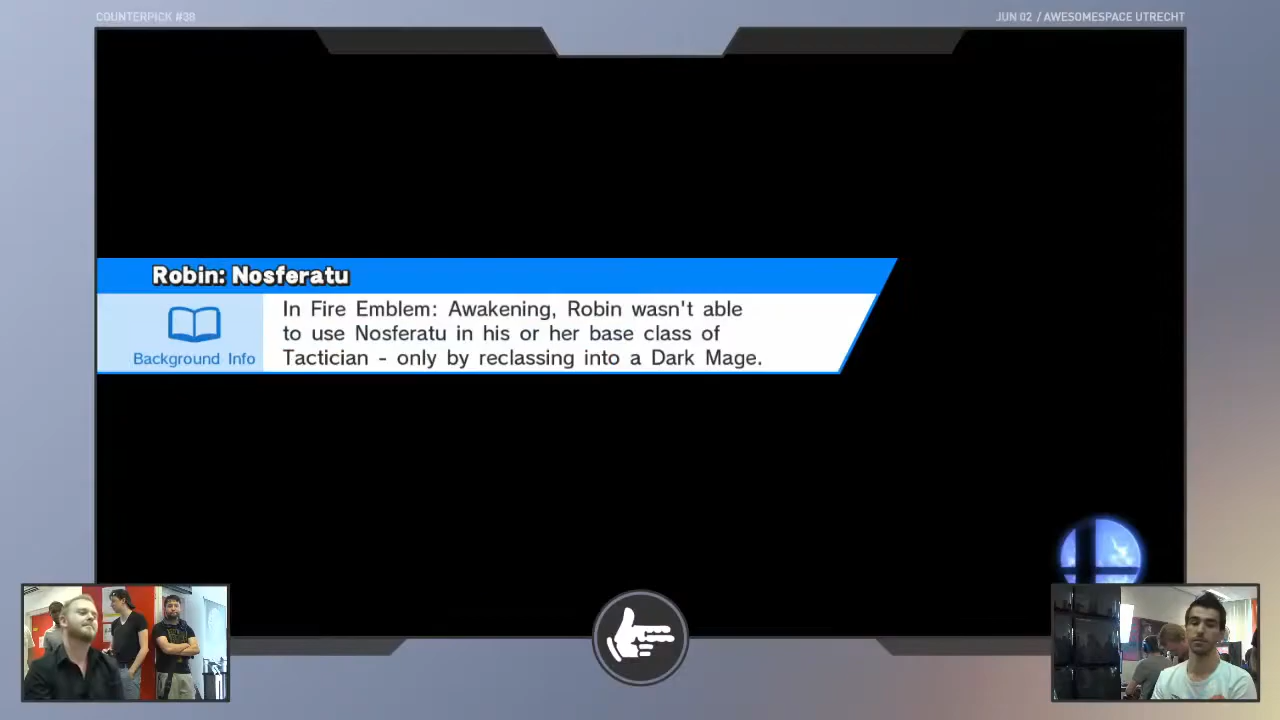 COUNTERPICK #38
JUN 02 / AWESOMESPACE UTRECHT
Robin: Nosferatu
Background Info
In Fire Emblem: Awakening, Robin wasn't able
to use Nosferatu in his or her base class of
Tactician - only by reclassing into a Dark Mage.